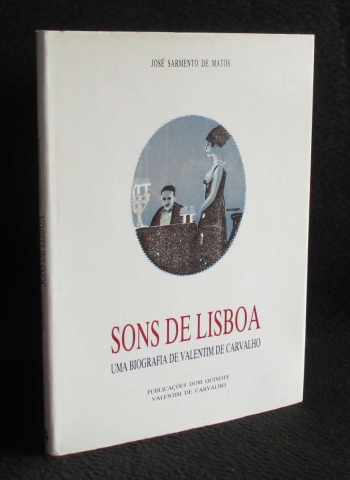 JOSÉ SARMENTO DE MATOS
SONS DE LISBOA
UMA BIOGRAFIA DE VALENTIM DE CARVALHO
PUBLICAÇÕES DOM QUIXOTE
VALENTIM DE CARVALHO